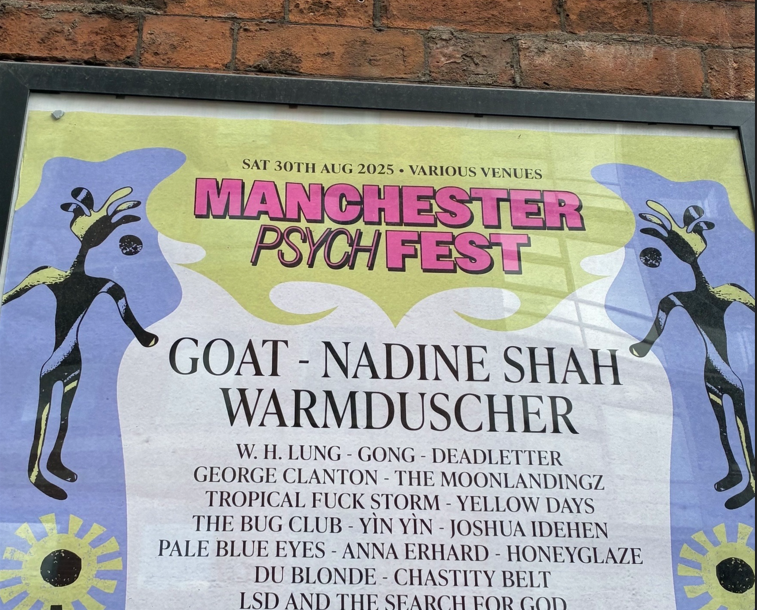 SAT 30TH AUG 2025 • VARIOUS VENUES
MANCHESTER
PSYCH FEST
GOAT - NADINE SHAH
WARMDUSCHER
W. H. LUNG - GONG - DEADLETTER
GEORGE CLANTON - THE MOONLANDINGZ
TROPICAL FUCK STORM - YELLOW DAYS
THE BUG CLUB - YÌN YÌN - JOSHUA IDEHEN
PALE BLUE EYES - ANNA ERHARD - HONEYGLAZE
DU BLONDE - CHASTITY BELT
LSD AND THE SEARCH FOR GOD